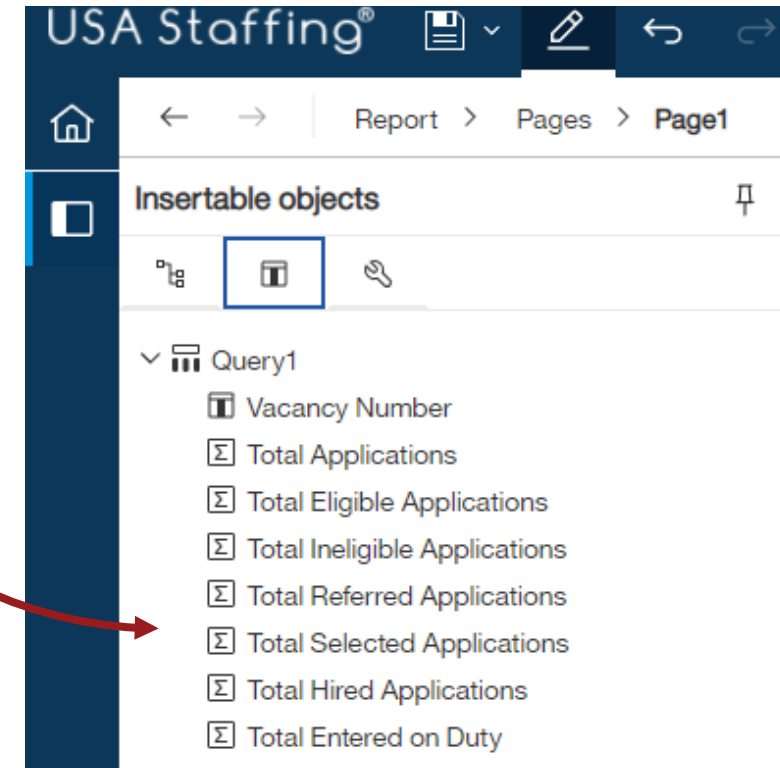 USA Staffing®
Report > Pages > Page1
Insertable objects
Query1
Vacancy Number
Total Applications
Total Eligible Applications
Total Ineligible Applications
Total Referred Applications
Total Selected Applications
Total Hired Applications
Total Entered on Duty